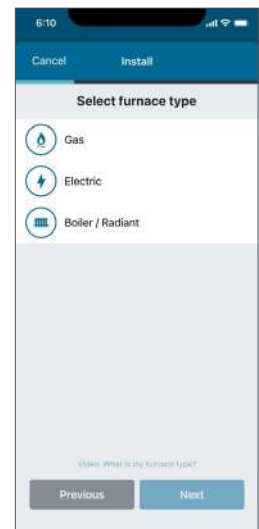 6:10
Cancel Install
Select furnace type
Gas
Electric
Boiler / Radiant
Video: What is my furnace type?
Previous Next